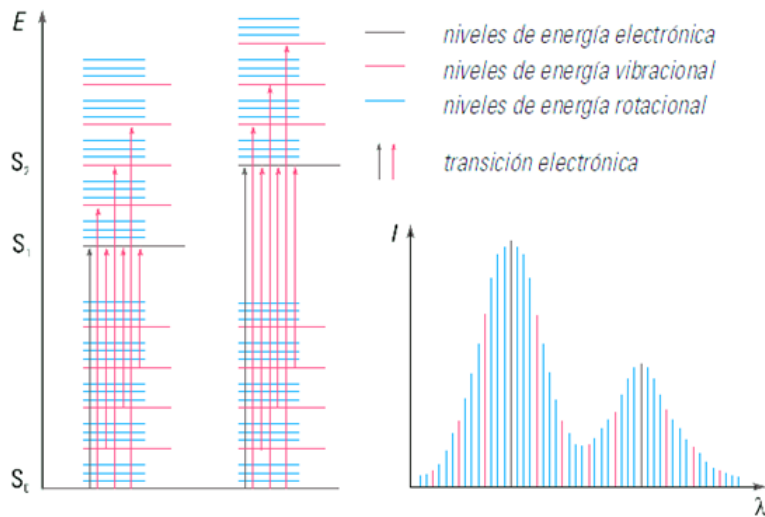 E
niveles de energía electrónica
niveles de energía vibracional
niveles de energía rotacional
transición electrónica
S₂
S₁
S₀
I
λ